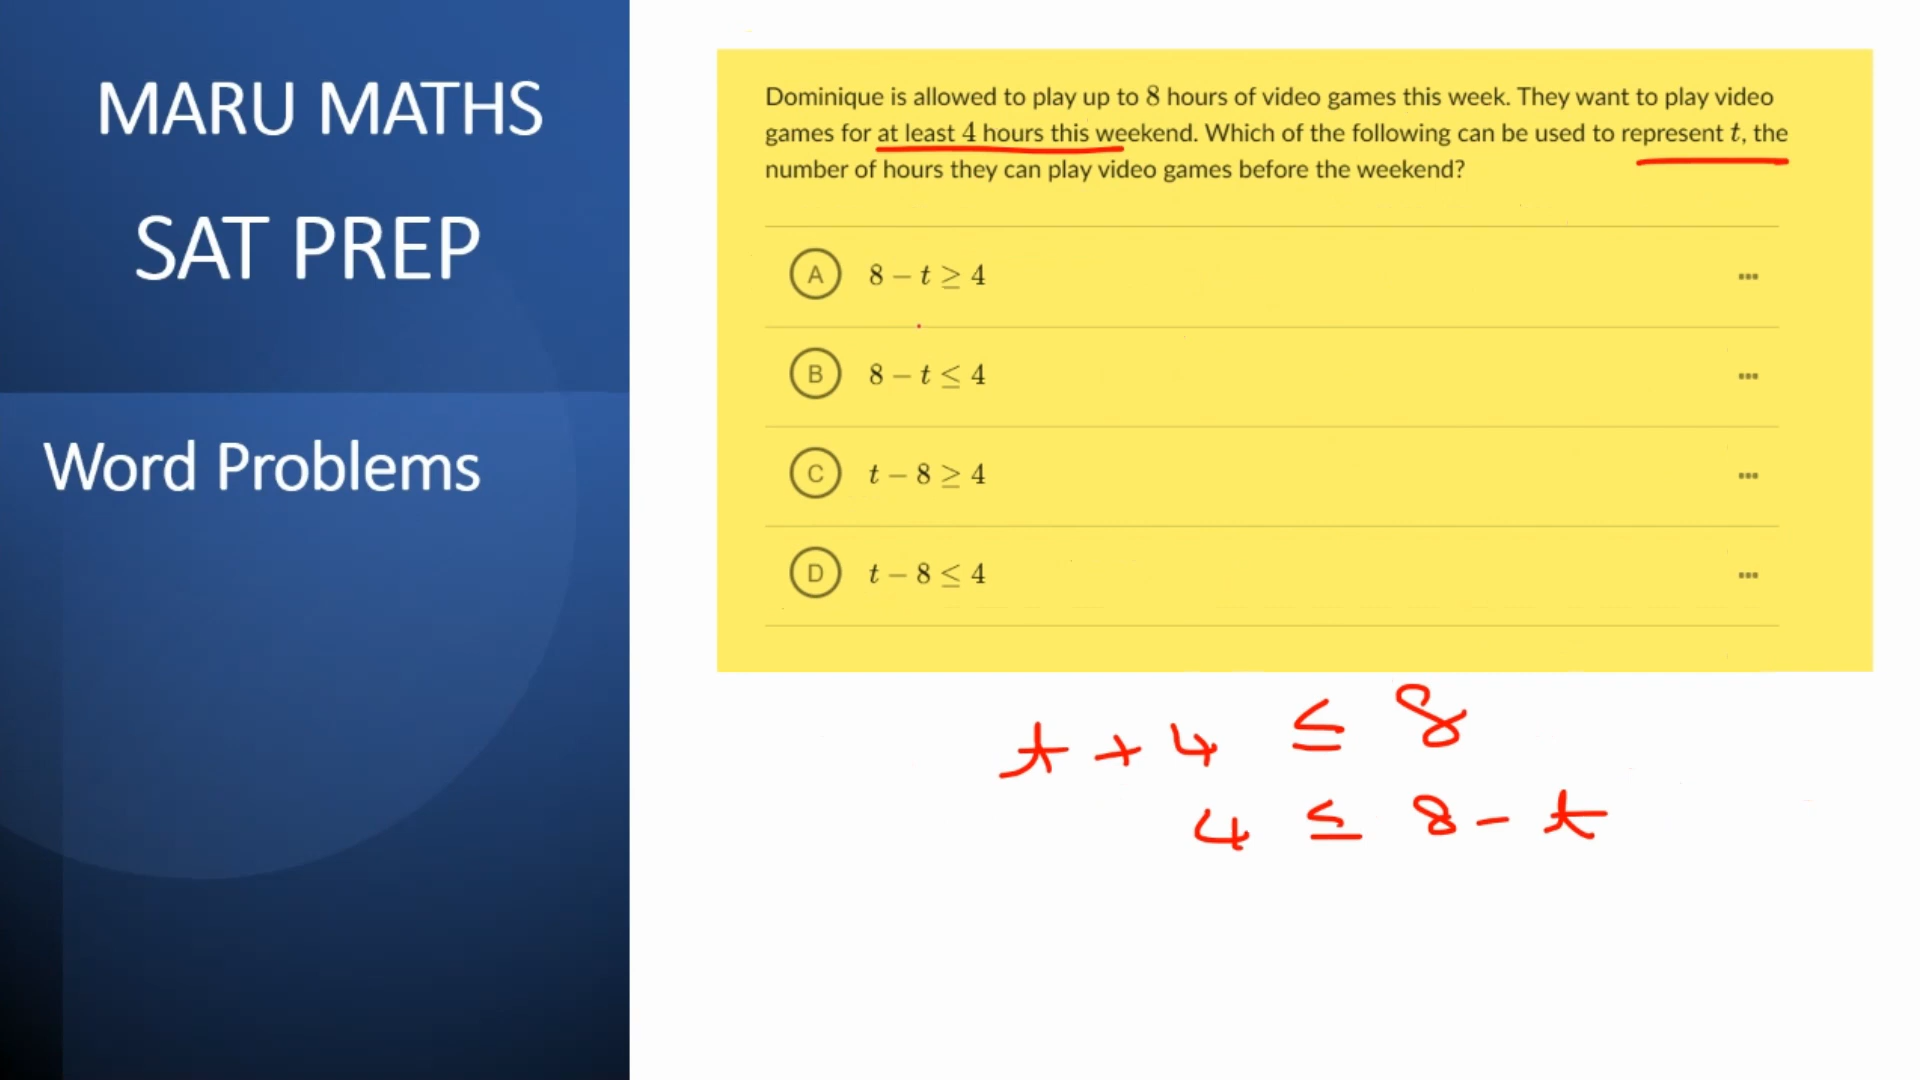 MARU MATHS
SAT PREP
Word Problems
Dominique is allowed to play up to 8 hours of video games this week. They want to play video
games for at least 4 hours this weekend. Which of the following can be used to represent t, the
number of hours they can play video games before the weekend?
A 8 − t ≥ 4
B 8 − t ≤ 4
C t − 8 ≥ 4
D t − 8 ≤ 4
t + 4 ≤ 8
4 ≤ 8 − t